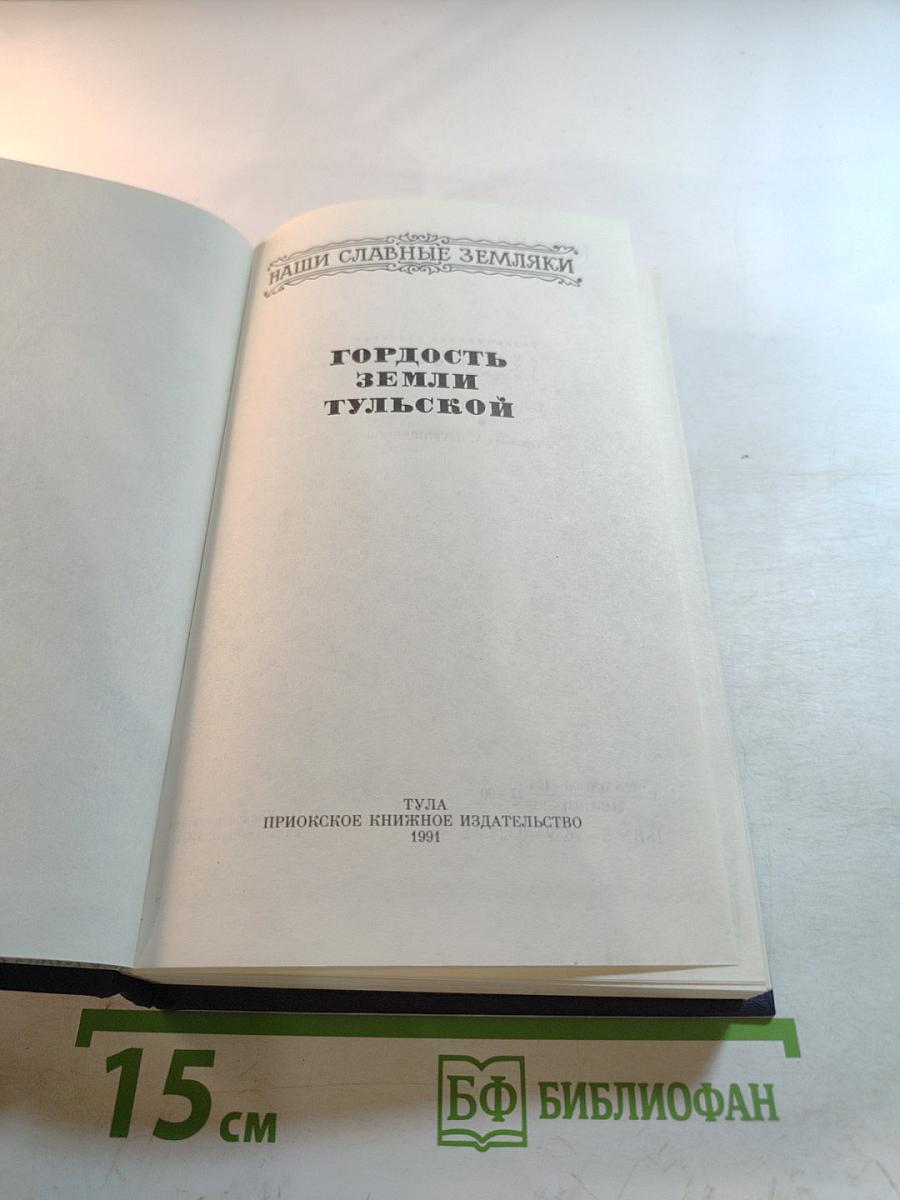 НАШИ СЛАВНЫЕ ЗЕМЛЯКИ
ГОРДОСТЬ
ЗЕМЛИ
ТУЛЬСКОЙ
ТУЛА
ПРИОКСКОЕ КНИЖНОЕ ИЗДАТЕЛЬСТВО
1991
15 см
БФ БИБЛИОФАН